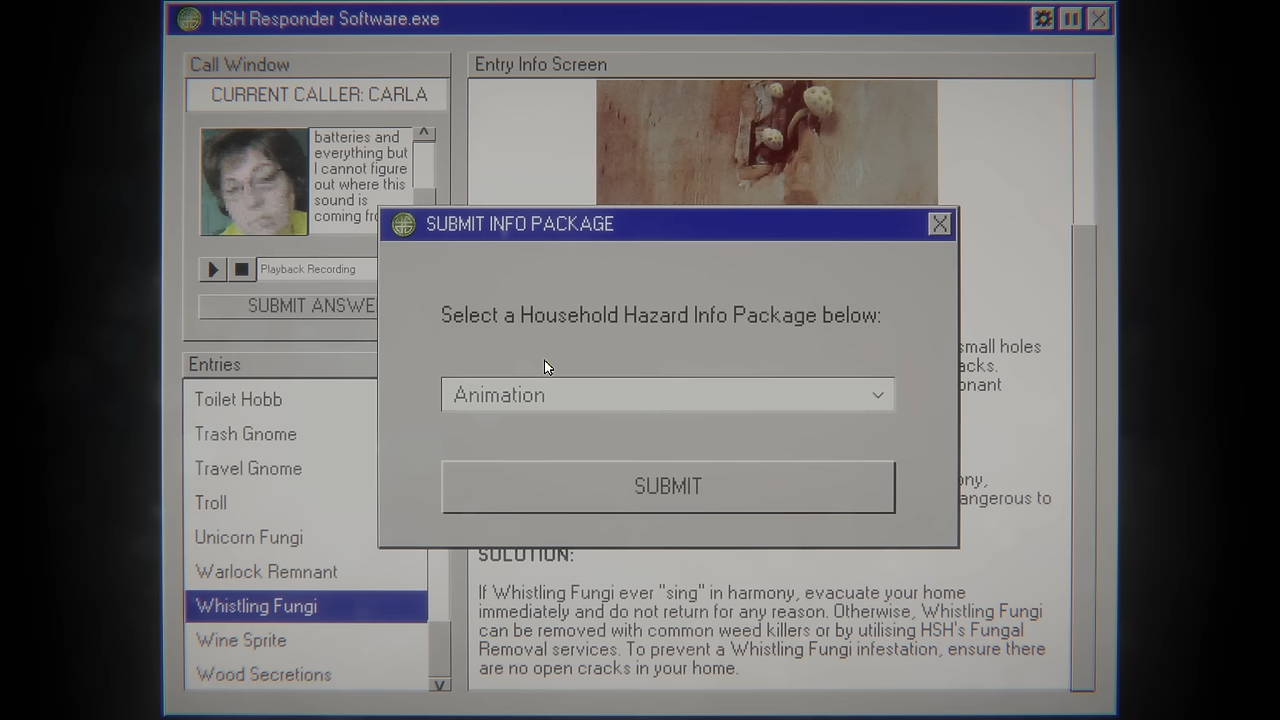 HSH Responder Software.exe
Call Window
CURRENT CALLER: CARLA
batteries and
everything but
I cannot figure
out where this
sound is
coming fr
Playback Recording
SUBMIT ANSWE
Entries
Toilet Hobb
Trash Gnome
Travel Gnome
Troll
Unicorn Fungi
Warlock Remnant
Whistling Fungi
Wine Sprite
Wood Secretions
Entry Info Screen
SUBMIT INFO PACKAGE
Select a Household Hazard Info Package below:
Animation
SUBMIT
small holes
acks.
onant
ony,
angerous to
SOLUTION:
If Whistling Fungi ever "sing" in harmony, evacuate your home
immediately and do not return for any reason. Otherwise, Whistling Fungi
can be removed with common weed killers or by utilising HSH's Fungal
Removal services. To prevent a Whistling Fungi infestation, ensure there
are no open cracks in your home.